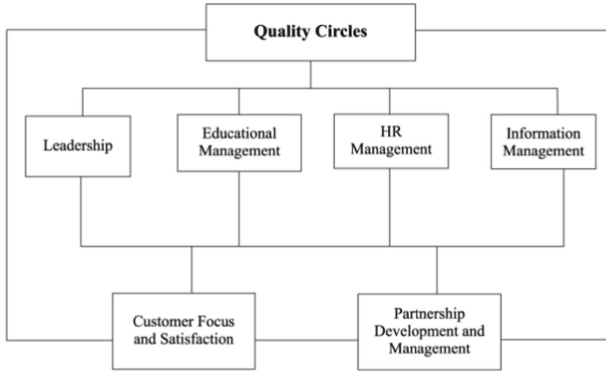 Quality Circles
Leadership
Educational
Management
HR
Management
Information
Management
Customer Focus
and Satisfaction
Partnership
Development and
Management